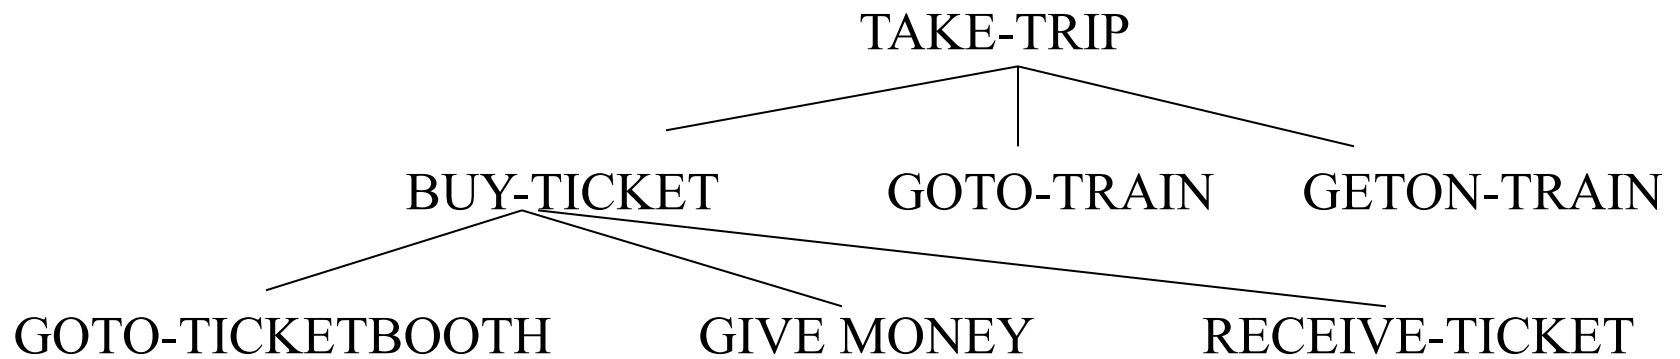 TAKE-TRIP
BUY-TICKET GOTO-TRAIN GETON-TRAIN
GOTO-TICKETBOOTH GIVE MONEY RECEIVE-TICKET